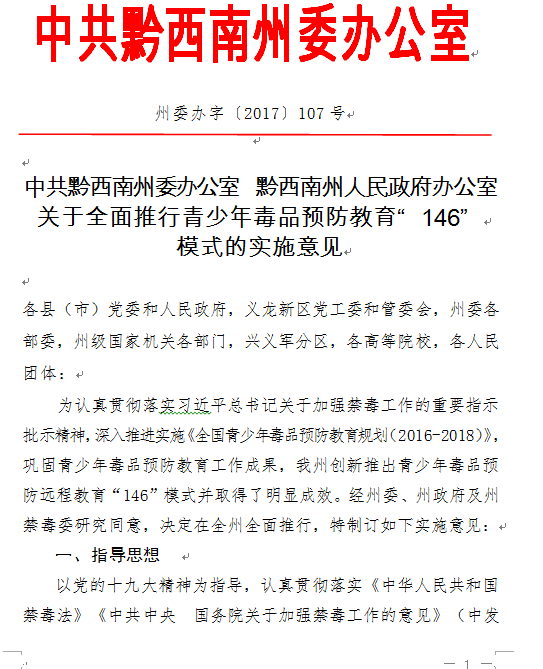 中共黔西南州委办公室
州委办字〔2017〕107号
中共黔西南州委办公室 黔西南州人民政府办公室
关于全面推行青少年毒品预防教育“ 146”
模式的实施意见
各县（市）党委和人民政府，义龙新区党工委和管委会，州委各
部委，州级国家机关各部门，兴义军分区，各高等院校，各人民
团体：
为认真贯彻落实习近平总书记关于加强禁毒工作的重要指示
批示精神，深入推进实施《全国青少年毒品预防教育规划（2016-2018）》，
巩固青少年毒品预防教育工作成果，我州创新推出青少年毒品预
防远程教育“146”模式并取得了明显成效。经州委、州政府及州
禁毒委研究同意，决定在全州全面推行，特制订如下实施意见：
一、指导思想
以党的十九大精神为指导，认真贯彻落实《中华人民共和国
禁毒法》《中共中央 国务院关于加强禁毒工作的意见》（中发
— 1 —